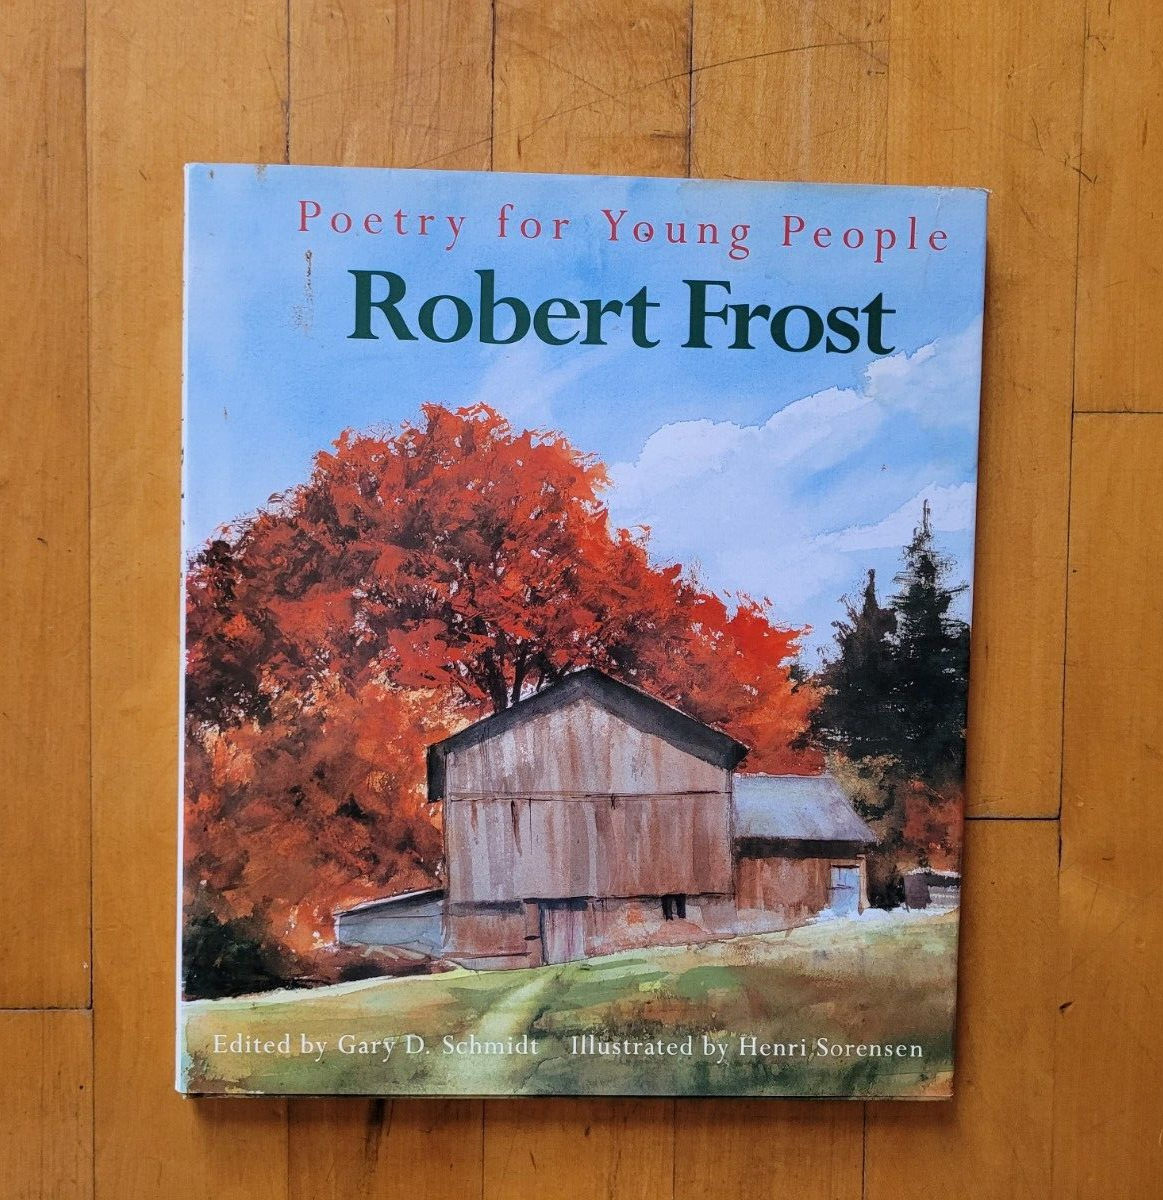 Poetry for Young People
Robert Frost
Edited by Gary D. Schmidt Illustrated by Henri Sorensen